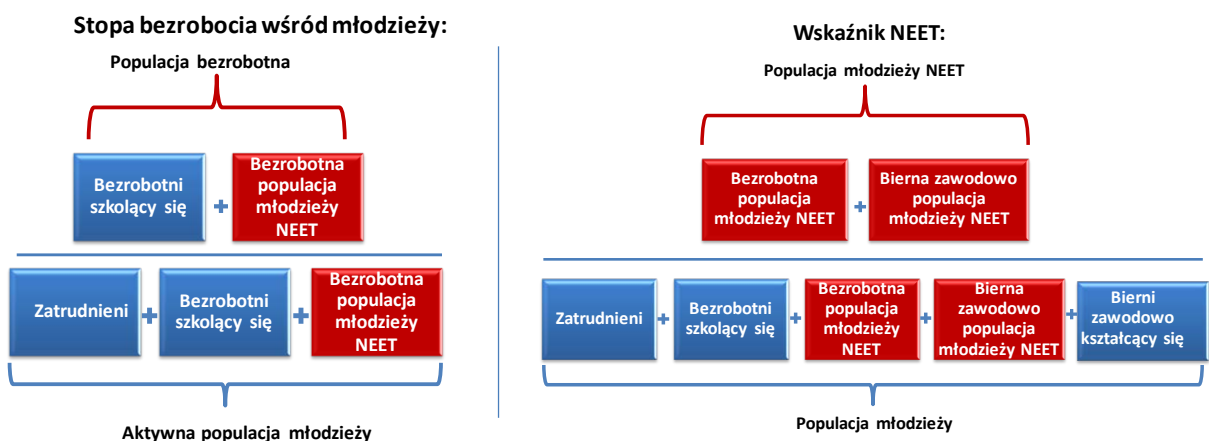 Stopa bezrobocia wśród młodzieży:
Populacja bezrobotna
Bezrobotni
szkolący się
+
Bezrobotna
populacja
młodzieży
NEET
Zatrudnieni
+
Bezrobotni
szkolący się
+
Bezrobotna
populacja
młodzieży
NEET
Aktywna populacja młodzieży
Wskaźnik NEET:
Populacja młodzieży NEET
Bezrobotna
populacja
młodzieży NEET
+
Bierna zawodowo
populacja
młodzieży NEET
Zatrudnieni
+
Bezrobotni
szkolący się
+
Bezrobotna
populacja
młodzieży
NEET
+
Bierna
zawodowo
populacja
młodzieży NEET
+
Bierni
zawodowo
kształcący się
Populacja młodzieży